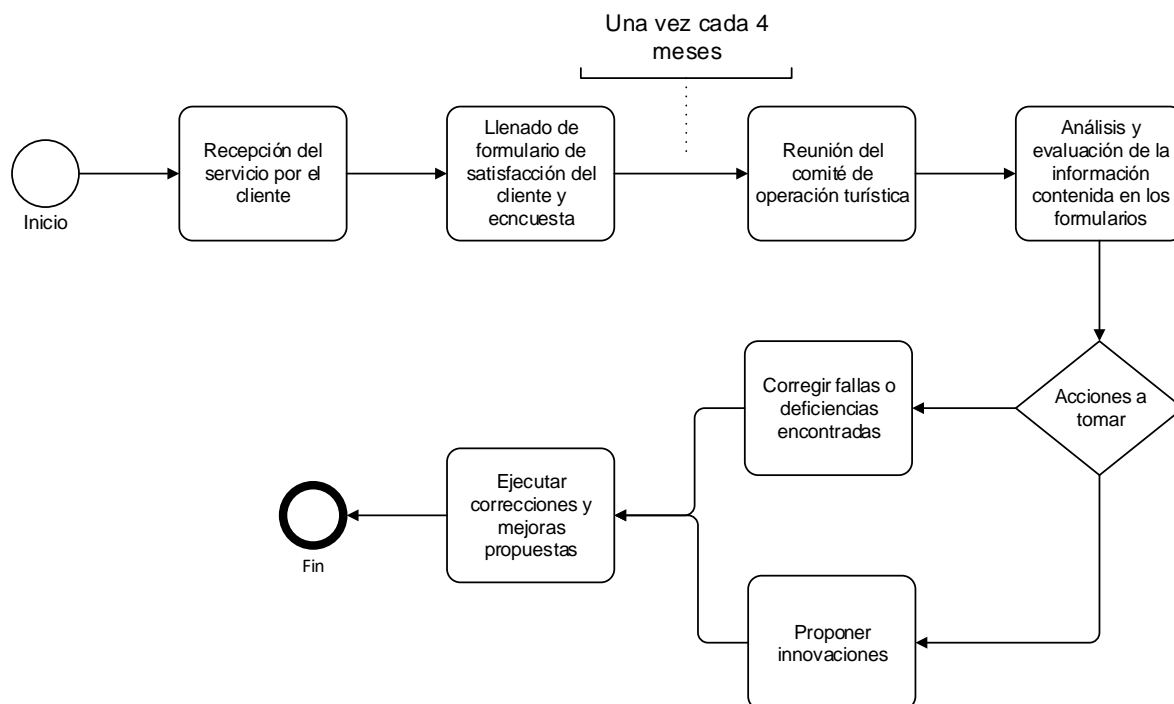 Una vez cada 4
meses
Inicio
Recepción del
servicio por el
cliente
Llenado de
formulario de
satisfacción del
cliente y
ecncuesta
Reunión del
comité de
operación turística
Análisis y
evaluación de la
información
contenida en los
formularios
Acciones a
tomar
Corregir fallas o
deficiencias
encontradas
Proponer
innovaciones
Ejecutar
correcciones y
mejoras
propuestas
Fin